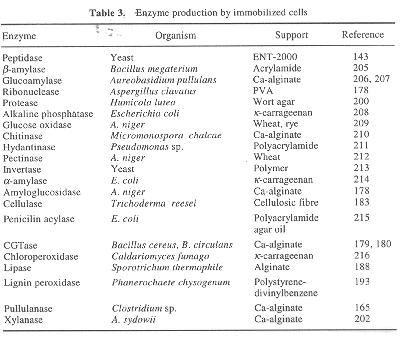 Table 3. Enzyme production by immobilized cells
Enzyme Organism Support Reference
Peptidase Yeast ENT-2000 143
β-amylase Bacillus megaterium Acrylamide 205
Glucoamylase Aureobasidium pullulans Ca-alginate 206, 207
Ribonuclease Aspergillus clavatus PVA 178
Protease Humicola lutea Wort agar 200
Alkaline phosphatase Escherichia coli κ-carrageenan 208
Glucose oxidase A. niger Wheat, rye 209
Chitinase Micromonospora chalcae Ca-alginate 210
Hydantinase Pseudomonas sp. Polyacrylamide 211
Pectinase A. niger Wheat 212
Invertase Yeast Polymer 213
α-amylase E. coli κ-carrageenan 214
Amyloglucosidase A. niger Ca-alginate 178
Cellulase Trichoderma reesei Cellulosic fibre 183
Penicilin acylase E. coli Polyacrylamide 215
agar oil
CGTase Bacillus cereus, B. circulans Ca-alginate 179, 180
Chloroperoxidase Caldariomyces fumago κ-carrageenan 216
Lipase Sporotrichum thermophile Alginate 188
Lignin peroxidase Phanerochaete chysogenum Polystyrene- 193
divinylbenzene
Pullulanase Clostridium sp. Ca-alginate 165
Xylanase A. sydowii Ca-alginate 202